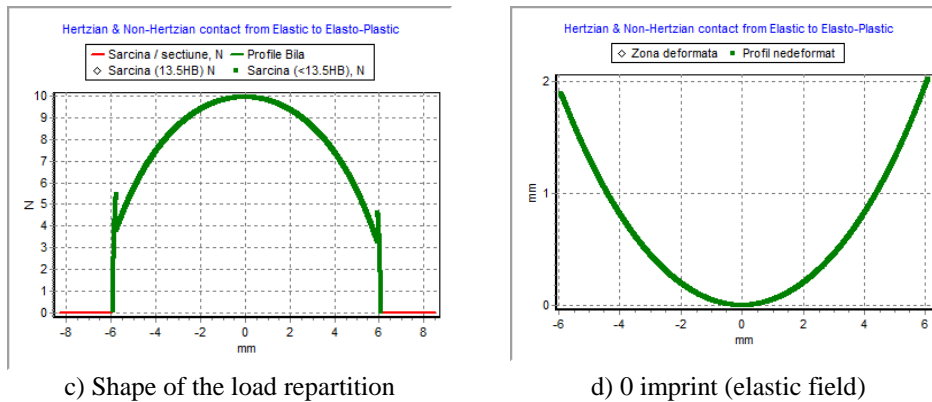 Hertzian & Non-Hertzian contact from Elastic to Elasto-Plastic
Sarcina / sectiune, N Profile Bila
Sarcina (13.5HB) N Sarcina (<13.5HB), N
10
9
8
7
6
5
4
3
2
1
0
N
-8 -6 -4 -2 0 2 4 6 8
mm
c) Shape of the load repartition
Hertzian & Non-Hertzian contact from Elastic to Elasto-Plastic
Zona deformata Profil nedeformat
2
1
0
mm
-6 -4 -2 0 2 4 6
mm
d) 0 imprint (elastic field)